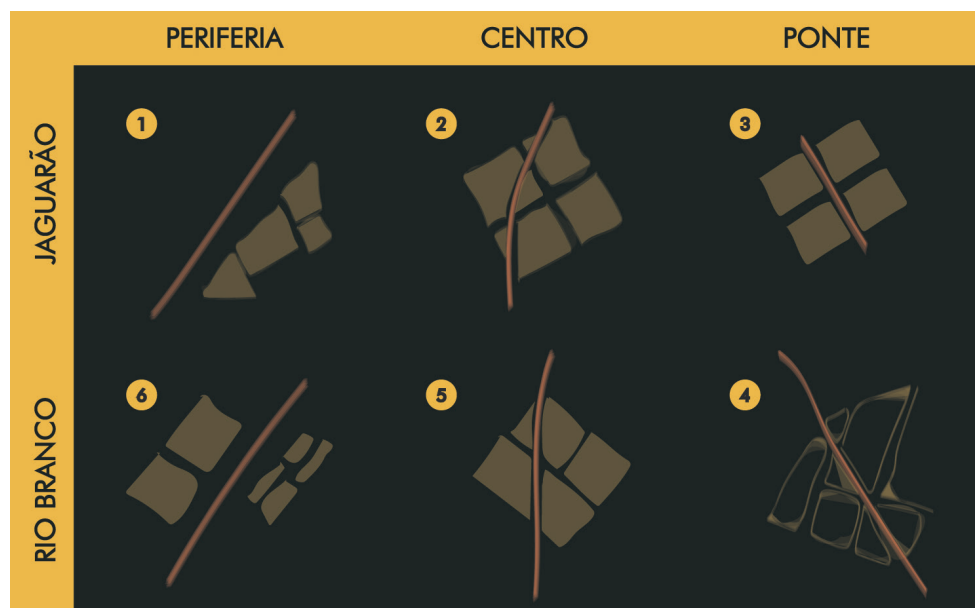 PERIFERIA CENTRO PONTE
JAGUARÃO
1 2 3
RIO BRANCO
6 5 4